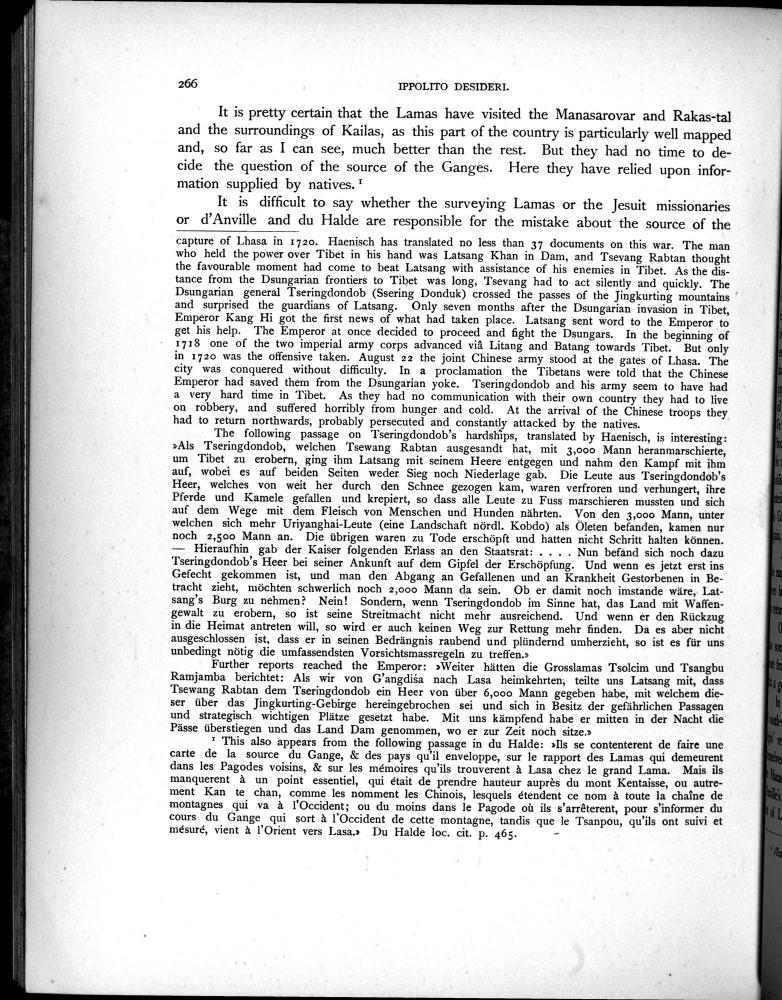 266
IPPOLITO DESIDERI.
It is pretty certain that the Lamas have visited the Manasarovar and Rakas-tal
and the surroundings of Kailas, as this part of the country is particularly well mapped
and, so far as I can see, much better than the rest. But they had no time to de-
cide the question of the source of the Ganges. Here they have relied upon infor-
mation supplied by natives. ¹
It is difficult to say whether the surveying Lamas or the Jesuit missionaries
or d'Anville and du Halde are responsible for the mistake about the source of the
capture of Lhasa in 1720. Haenisch has translated no less than 37 documents on this war. The man
who held the power over Tibet in his hand was Latsang Khan in Dam, and Tsevang Rabtan thought
the favourable moment had come to beat Latsang with assistance of his enemies in Tibet. As the dis-
tance from the Dsungarian frontiers to Tibet was long, Tsevang had to act silently and quickly. The
Dsungarian general Tseringdondob (Ssering Donduk) crossed the passes of the Jingkurting mountains
and surprised the guardians of Latsang. Only seven months after the Dsungarian invasion in Tibet,
Emperor Kang Hi got the first news of what had taken place. Latsang sent word to the Emperor to
get his help. The Emperor at once decided to proceed and fight the Dsungars. In the beginning of
1718 one of the two imperial army corps advanced viâ Litang and Batang towards Tibet. But only
in 1720 was the offensive taken. August 22 the joint Chinese army stood at the gates of Lhasa. The
city was conquered without difficulty. In a proclamation the Tibetans were told that the Chinese
Emperor had saved them from the Dsungarian yoke. Tseringdondob and his army seem to have had
a very hard time in Tibet. As they had no communication with their own country they had to live
on robbery, and suffered horribly from hunger and cold. At the arrival of the Chinese troops they
had to return northwards, probably persecuted and constantly attacked by the natives.
The following passage on Tseringdondob's hardships, translated by Haenisch, is interesting:
»Als Tseringdondob, welchen Tsewang Rabtan ausgesandt hat, mit 3,000 Mann heranmarschierte,
um Tibet zu erobern, ging ihm Latsang mit seinem Heere entgegen und nahm den Kampf mit ihm
auf, wobei es auf beiden Seiten weder Sieg noch Niederlage gab. Die Leute aus Tseringdondob's
Heer, welches von weit her durch den Schnee gezogen kam, waren verfroren und verhungert, ihre
Pferde und Kamele gefallen und krepiert, so dass alle Leute zu Fuss marschieren mussten und sich
auf dem Wege mit dem Fleisch von Menschen und Hunden nährten. Von den 3,000 Mann, unter
welchen sich mehr Uriyanghai-Leute (eine Landschaft nördl. Kobdo) als Öleten befanden, kamen nur
noch 2,500 Mann an. Die übrigen waren zu Tode erschöpft und hatten nicht Schritt halten können.
— Hieraufhin gab der Kaiser folgenden Erlass an den Staatsrat: . . . . Nun befand sich noch dazu
Tseringdondob's Heer bei seiner Ankunft auf dem Gipfel der Erschöpfung. Und wenn es jetzt erst ins
Gefecht gekommen ist, und man den Abgang an Gefallenen und an Krankheit Gestorbenen in Be-
tracht zieht, möchten schwerlich noch 2,000 Mann da sein. Ob er damit noch imstande wäre, Lat-
sang's Burg zu nehmen? Nein! Sondern, wenn Tseringdondob im Sinne hat, das Land mit Waffen-
gewalt zu erobern, so ist seine Streitmacht nicht mehr ausreichend. Und wenn er den Rückzug
in die Heimat antreten will, so wird er auch keinen Weg zur Rettung mehr finden. Da es aber nicht
ausgeschlossen ist, dass er in seinen Bedrängnis raubend und plündernd umherzieht, so ist es für uns
unbedingt nötig die umfassendsten Vorsichtsmassregeln zu treffen.»
Further reports reached the Emperor: »Weiter hätten die Grosslamas Tsolcim und Tsangbu
Ramjamba berichtet: Als wir von G'angdiśa nach Lasa heimkehrten, teilte uns Latsang mit, dass
Tsewang Rabtan dem Tseringdondob ein Heer von über 6,000 Mann gegeben habe, mit welchem die-
ser über das Jingkurting-Gebirge hereingebrochen sei und sich in Besitz der gefährlichen Passagen
und strategisch wichtigen Plätze gesetzt habe. Mit uns kämpfend habe er mitten in der Nacht die
Pässe überstiegen und das Land Dam genommen, wo er zur Zeit noch sitze.»
¹ This also appears from the following passage in du Halde: »Ils se contenterent de faire une
carte de la source du Gange, & des pays qu'il enveloppe, sur le rapport des Lamas qui demeurent
dans les Pagodes voisins, & sur les mémoires qu'ils trouverent à Lasa chez le grand Lama. Mais ils
manquerent à un point essentiel, qui était de prendre hauteur auprès du mont Kentaisse, ou autre-
ment Kan te chan, comme les nomment les Chinois, lesquels étendent ce nom à toute la chaîne de
montagnes qui va à l'Occident; ou du moins dans le Pagode où ils s'arrêterent, pour s'informer du
cours du Gange qui sort à l'Occident de cette montagne, tandis que le Tsanpou, qu'ils ont suivi et
mésuré, vient à l'Orient vers Lasa.» Du Halde loc. cit. p. 465.